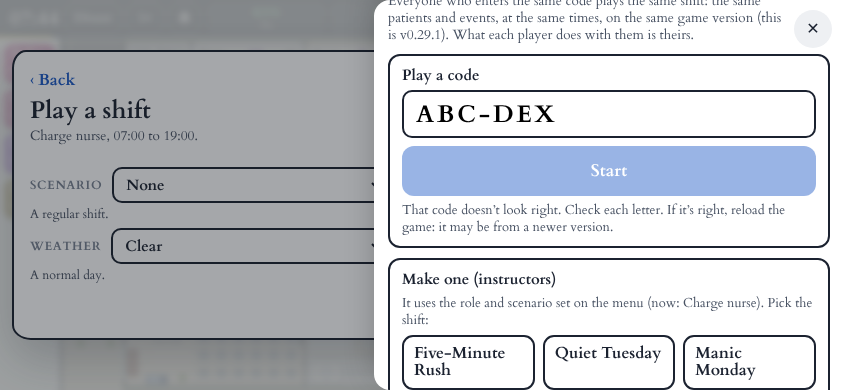 ‹ Back
Play a shift
Charge nurse, 07:00 to 19:00.
SCENARIO None
A regular shift.
WEATHER Clear
A normal day.
Everyone who enters the same code plays the same shift: the same
patients and events, at the same times, on the same game version (this
is v0.29.1). What each player does with them is theirs.
×
Play a code
ABC-DEX
Start
That code doesn't look right. Check each letter. If it's right, reload the
game: it may be from a newer version.
Make one (instructors)
It uses the role and scenario set on the menu (now: Charge nurse). Pick the
shift:
Five-Minute
Rush
Quiet Tuesday
Manic
Monday